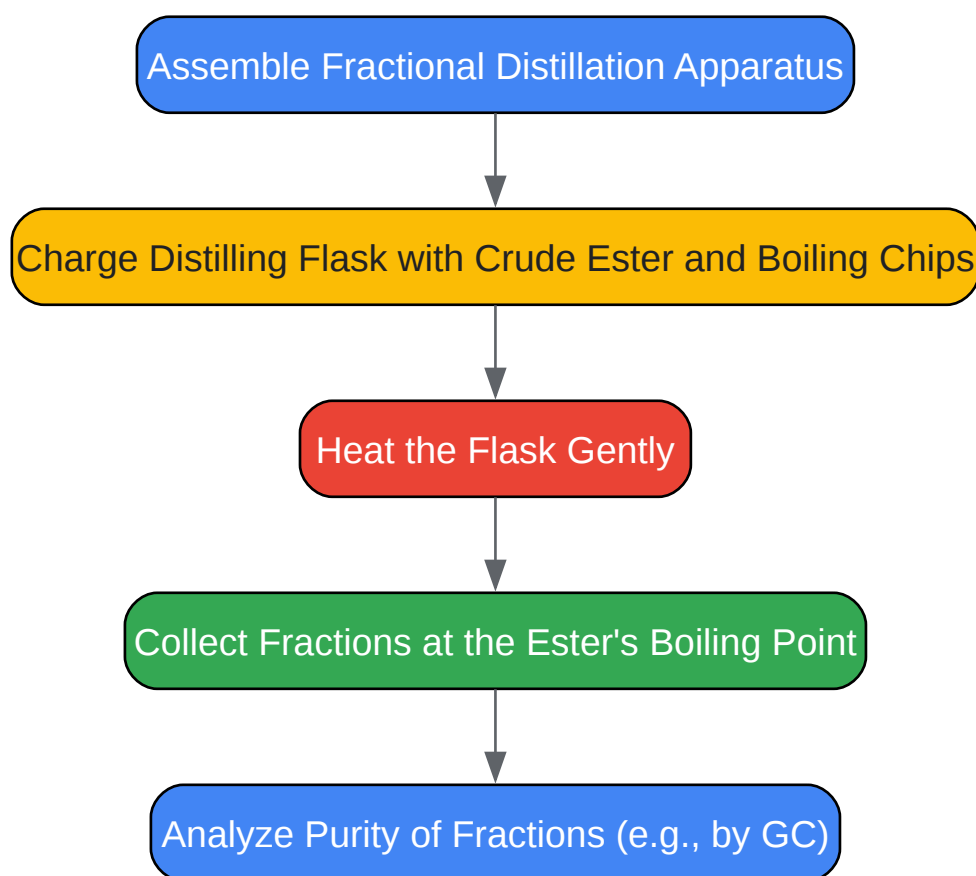 Assemble Fractional Distillation Apparatus
Charge Distilling Flask with Crude Ester and Boiling Chips
Heat the Flask Gently
Collect Fractions at the Ester's Boiling Point
Analyze Purity of Fractions (e.g., by GC)